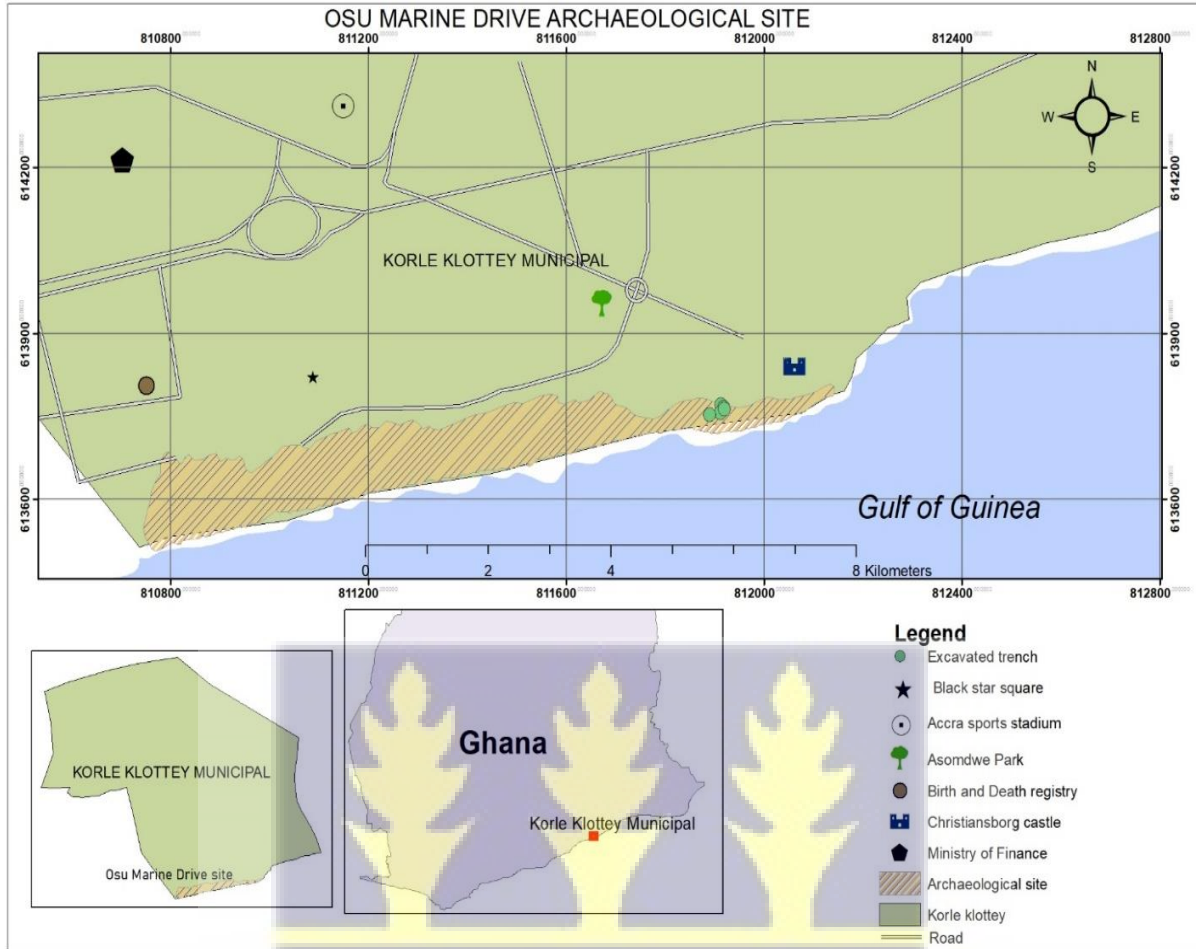 OSU MARINE DRIVE ARCHAEOLOGICAL SITE
810800 811200 811600 812000 812400 812800
N
W E
S
614200 614200
KORLE KLOTTEY MUNICIPAL
613900 613900
613600 613600
Gulf of Guinea
0 2 4 8 Kilometers
810800 811200 811600 812000 812400 812800
Legend
Excavated trench
Black star square
Accra sports stadium
Asomdwe Park
Birth and Death registry
Christiansborg castle
Ministry of Finance
Archaeological site
Korle klottey
Road
KORLE KLOTTEY MUNICIPAL
Osu Marine Drive site
Ghana
Korle Klottey Municipal